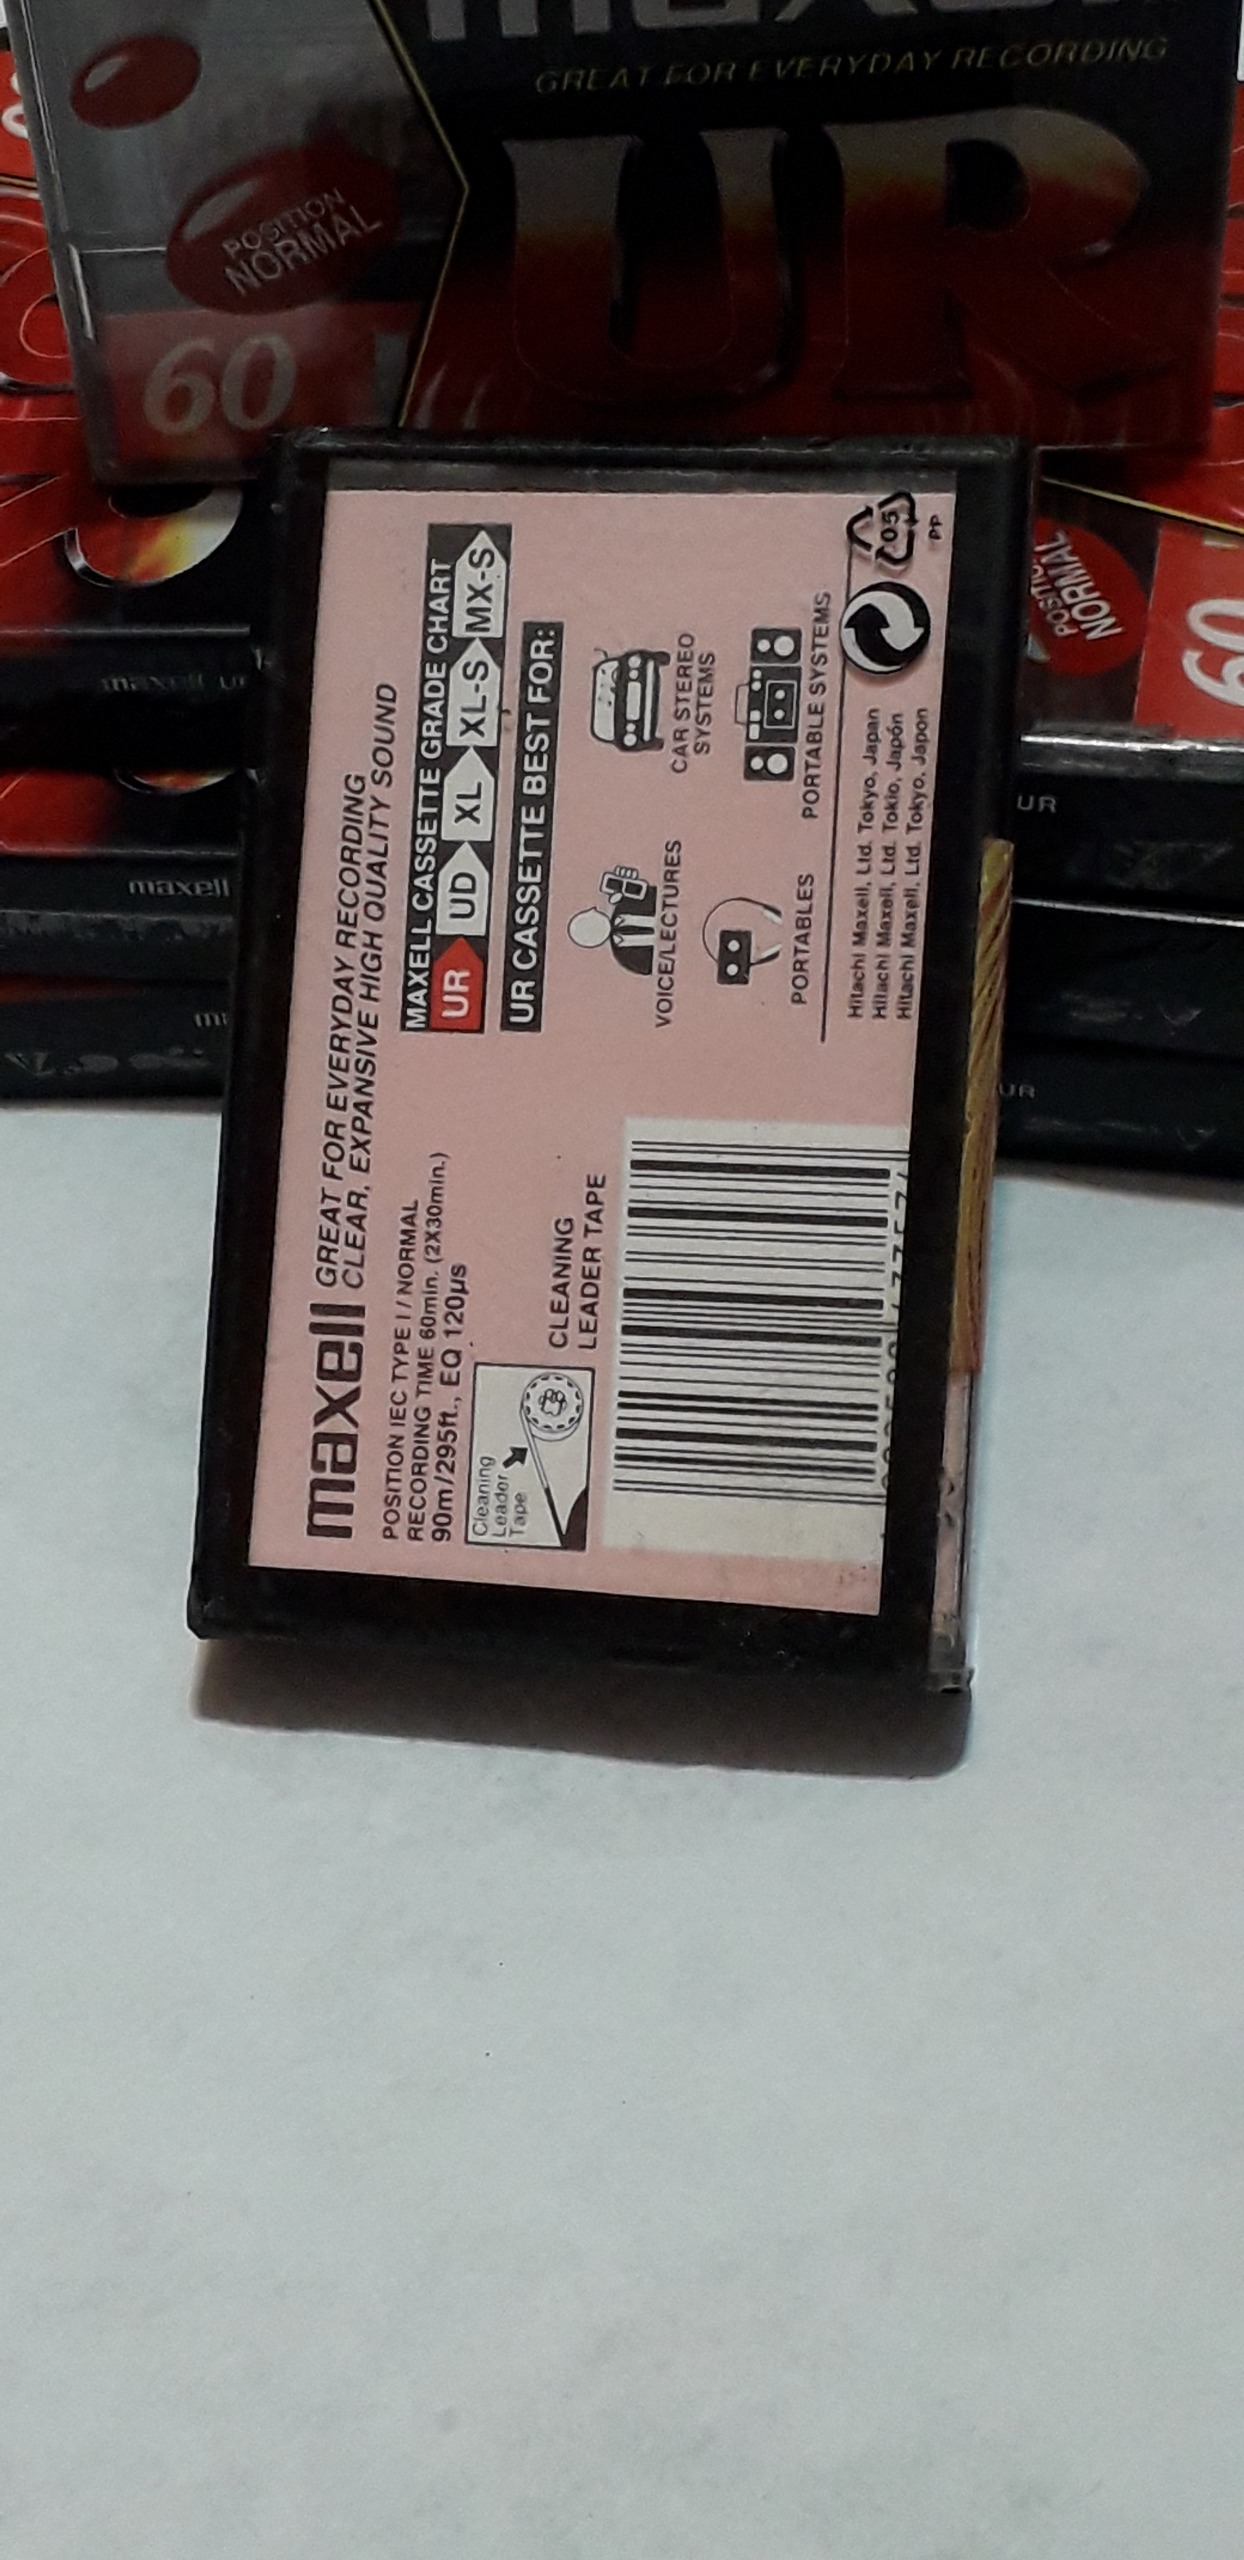 GREAT FOR EVERYDAY RECORDING
UR
POSITION
NORMAL
60
maxell
GREAT FOR EVERYDAY RECORDING
CLEAR, EXPANSIVE HIGH QUALITY SOUND
POSITION IEC TYPE I / NORMAL
RECORDING TIME 60min. (2X30min.)
90m/295ft., EQ 120µs
Cleaning
Leader
Tape
CLEANING
LEADER TAPE
MAXELL CASSETTE GRADE CHART
UR UD XL XL-S MX-S
UR CASSETTE BEST FOR:
VOICE/LECTURES
CAR STEREO
SYSTEMS
PORTABLES
PORTABLE SYSTEMS
Hitachi Maxell, Ltd. Tokyo, Japan
Hitachi Maxell, Ltd. Tokio, Japón
Hitachi Maxell, Ltd. Tokyo, Japon
05
PP
maxell UR
maxell
UR
UR
NORMAL
60